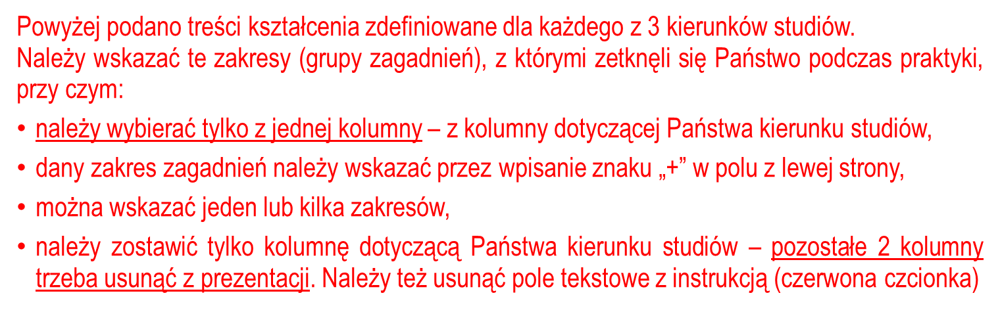 Powyżej podano treści kształcenia zdefiniowane dla każdego z 3 kierunków studiów.
Należy wskazać te zakresy (grupy zagadnień), z którymi zetknęli się Państwo podczas praktyki,
przy czym:
• należy wybierać tylko z jednej kolumny – z kolumny dotyczącej Państwa kierunku studiów,
• dany zakres zagadnień należy wskazać przez wpisanie znaku „+” w polu z lewej strony,
• można wskazać jeden lub kilka zakresów,
• należy zostawić tylko kolumnę dotyczącą Państwa kierunku studiów – pozostałe 2 kolumny
trzeba usunąć z prezentacji. Należy też usunąć pole tekstowe z instrukcją (czerwona czcionka)